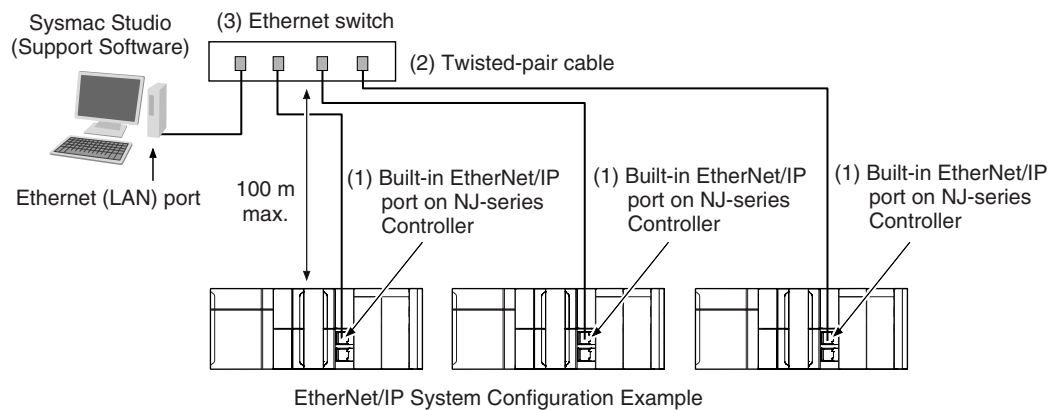 Sysmac Studio
(Support Software)
(3) Ethernet switch
(2) Twisted-pair cable
Ethernet (LAN) port
100 m
max.
(1) Built-in EtherNet/IP
port on NJ-series
Controller
(1) Built-in EtherNet/IP
port on NJ-series
Controller
(1) Built-in EtherNet/IP
port on NJ-series
Controller
EtherNet/IP System Configuration Example